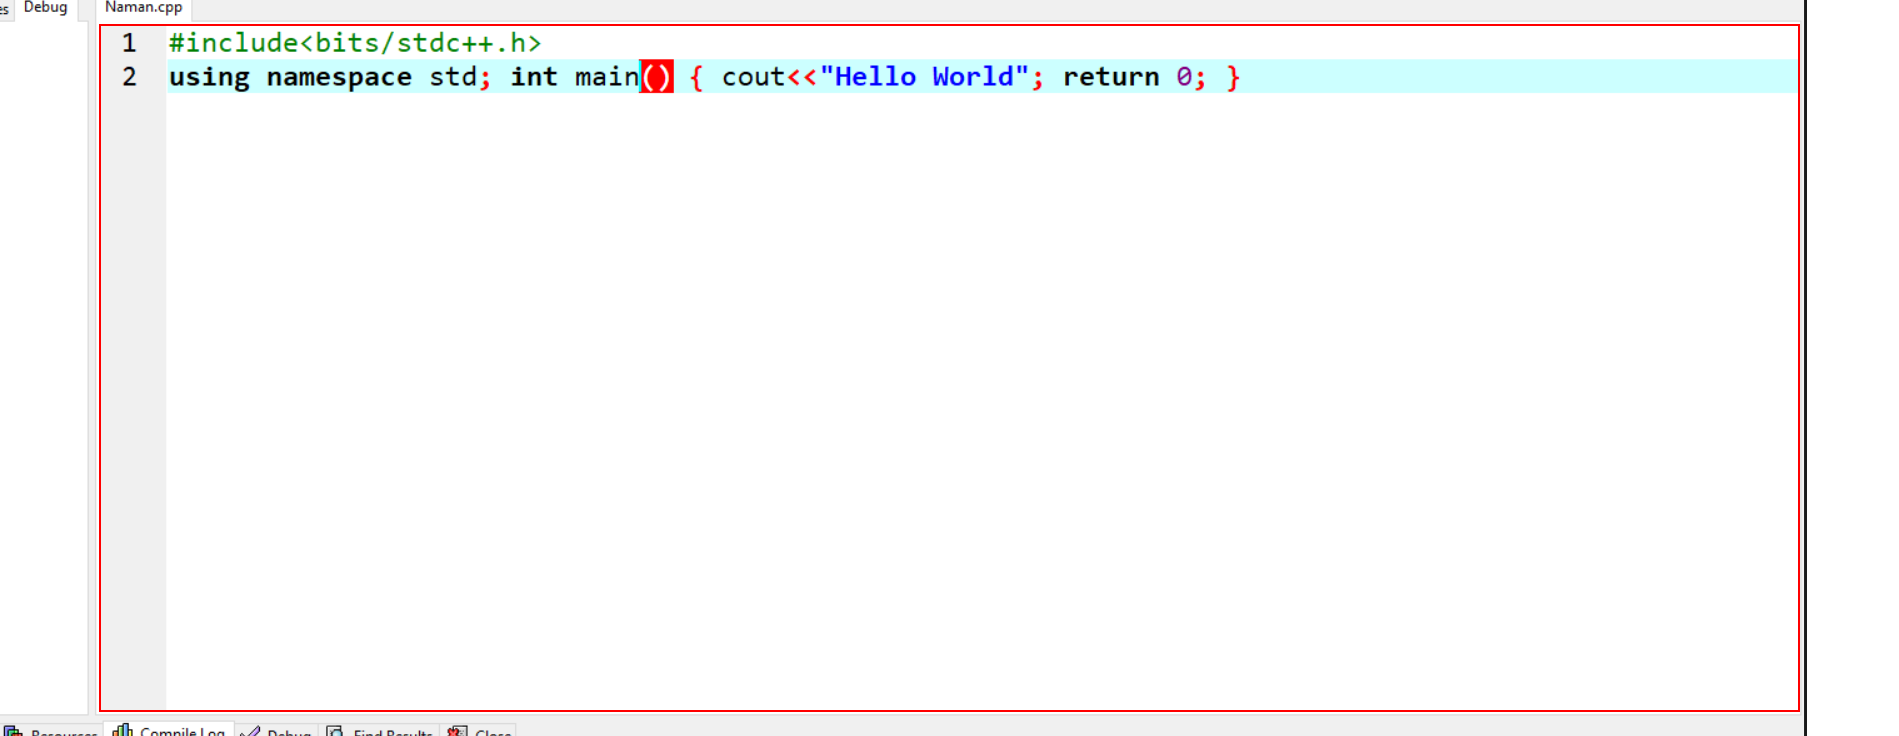 es Debug Naman.cpp
1 #include<bits/stdc++.h>
2 using namespace std; int main() { cout<<"Hello World"; return 0; }
Resources Compile Log Debug Find Results Close